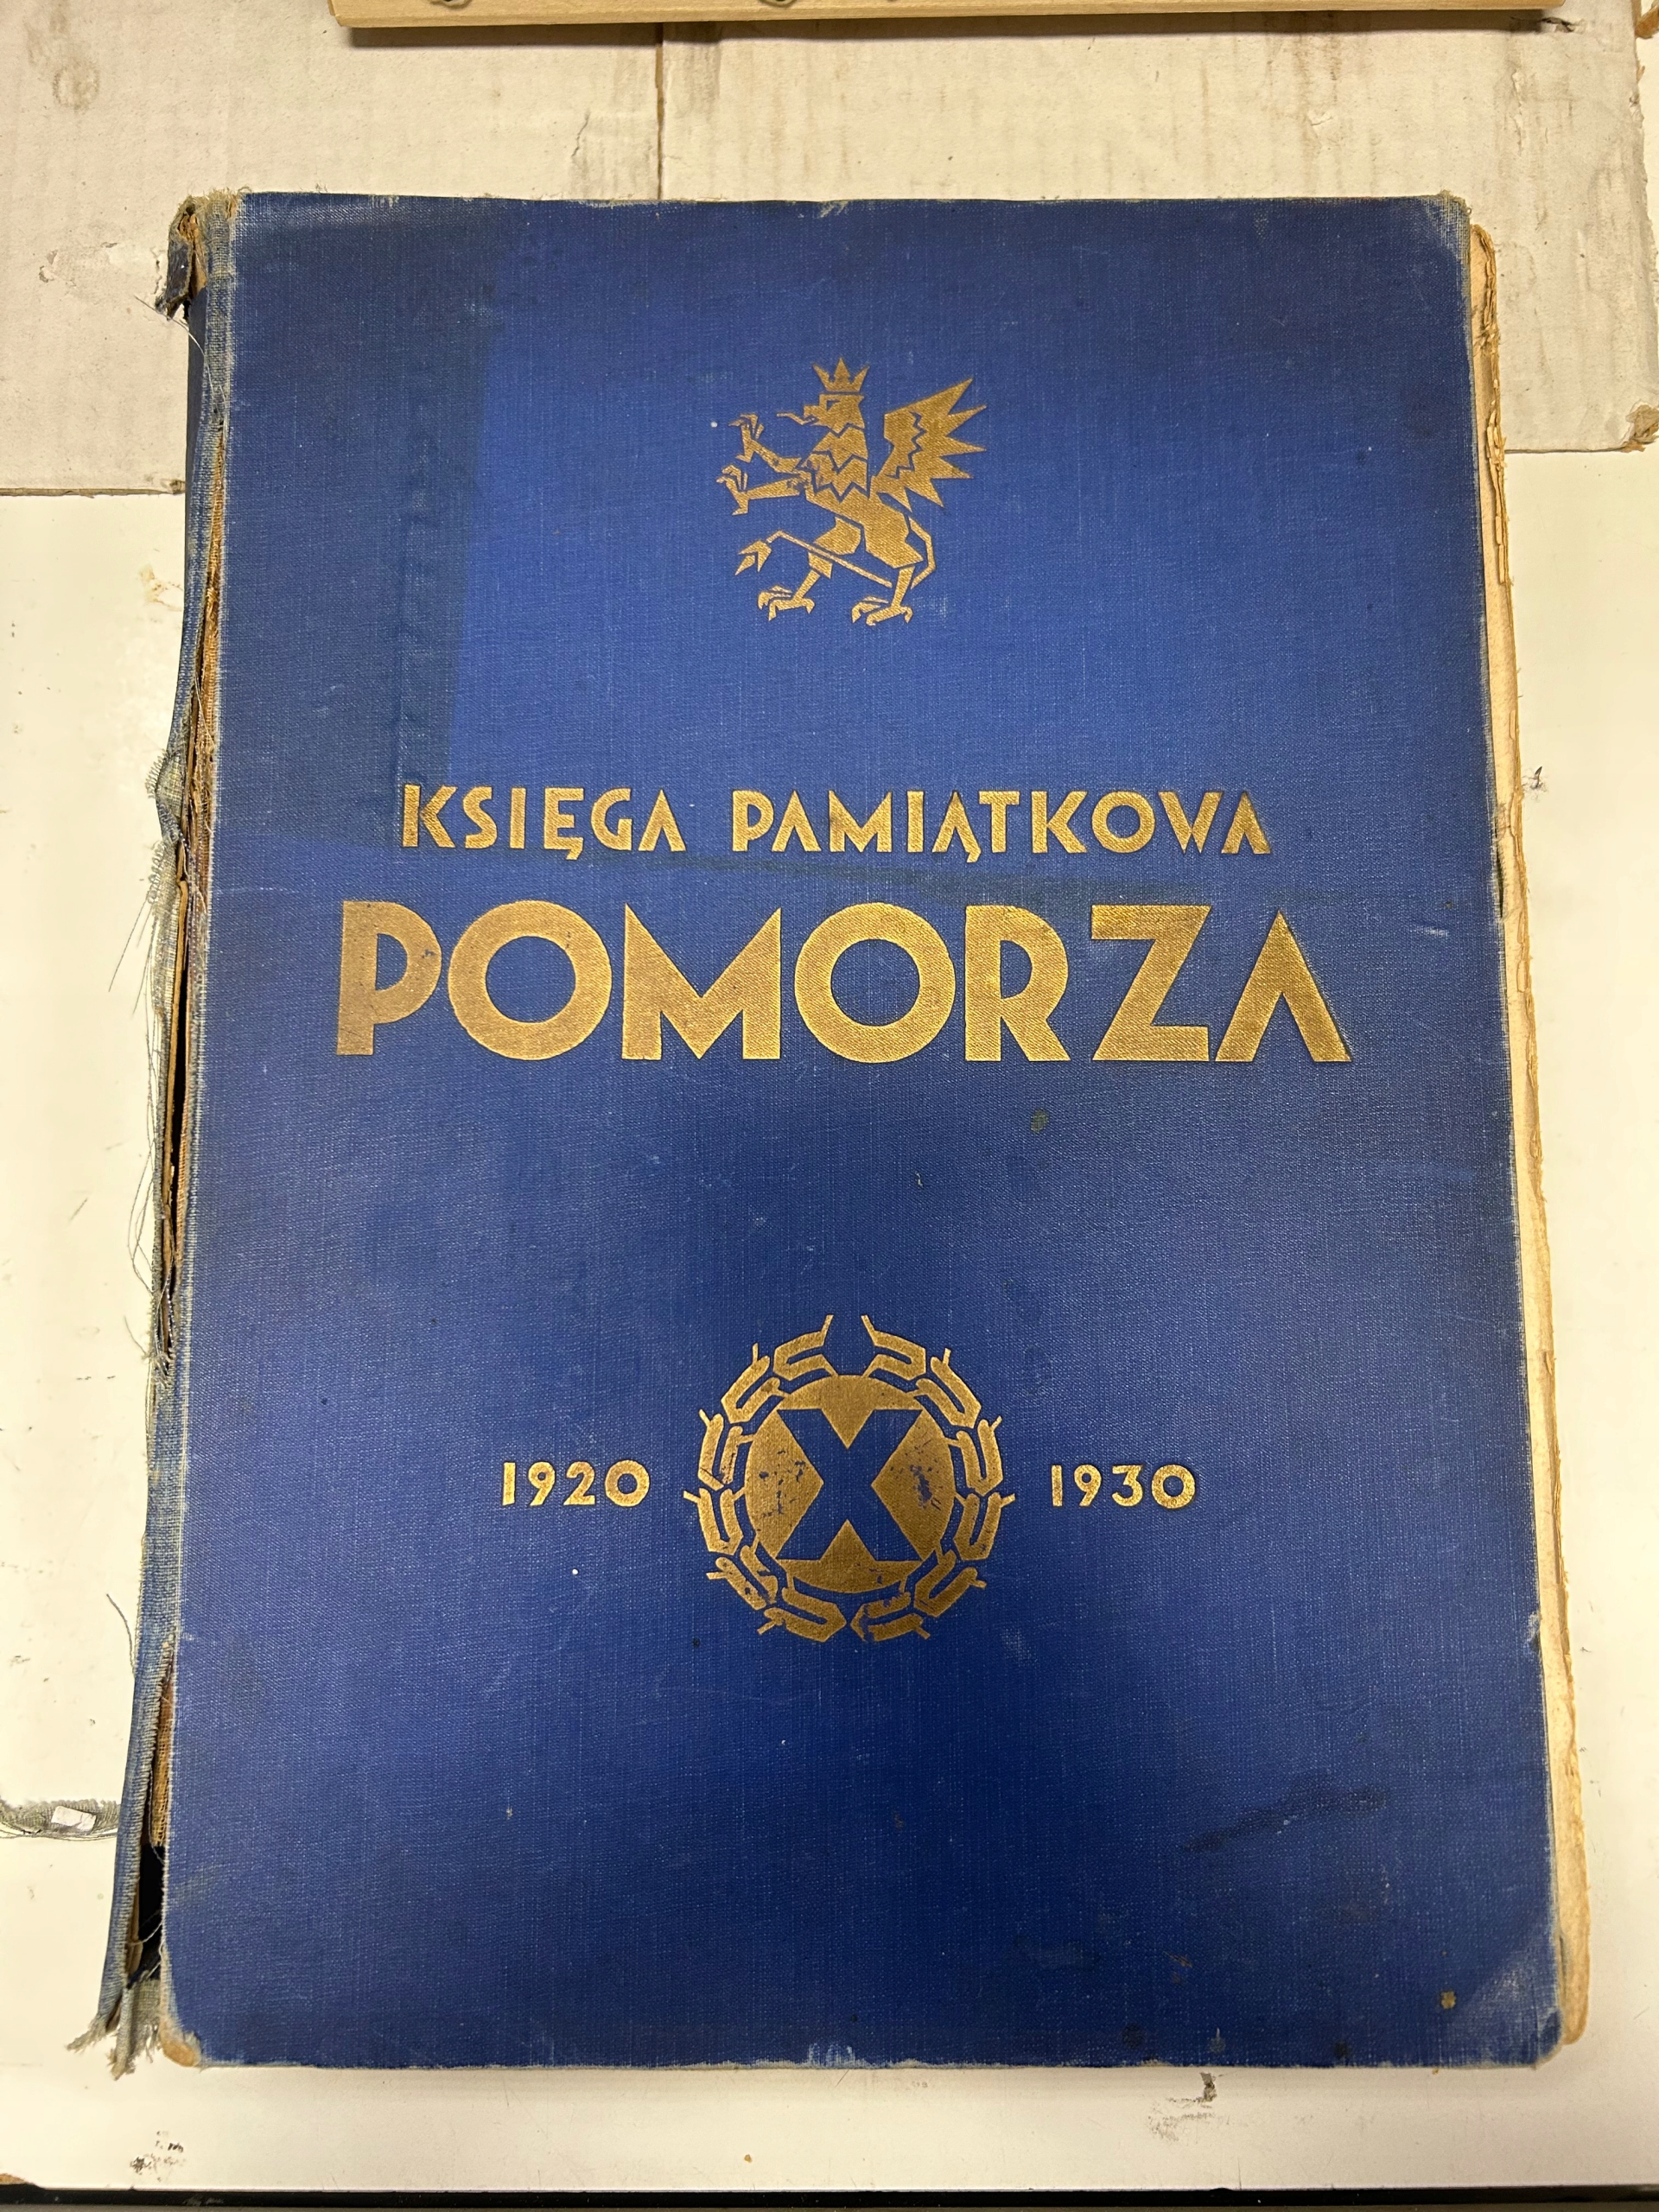 KSIĘGA PAMIĄTKOWA
POMORZA
1920 X 1930